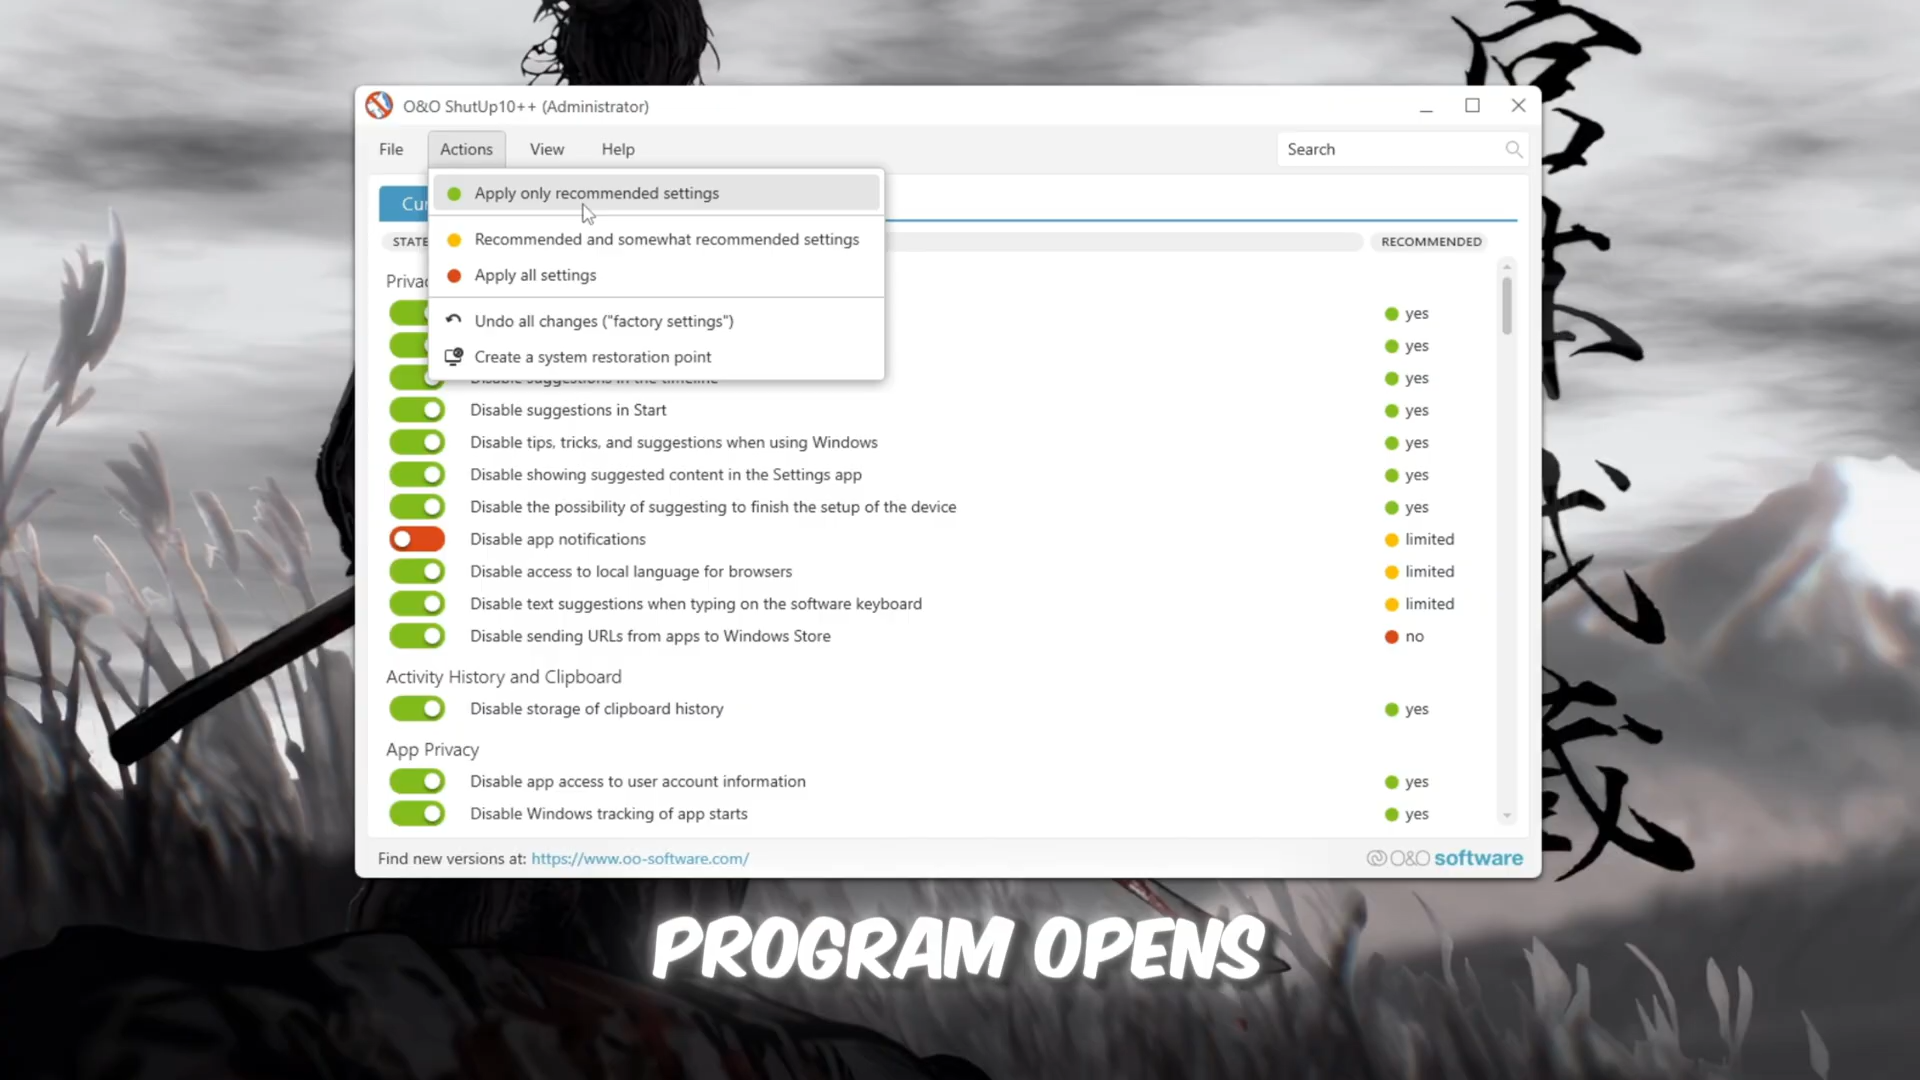 O&O ShutUp10++ (Administrator)
File Actions View Help
Search
Apply only recommended settings
Cur
Recommended and somewhat recommended settings
STATE
RECOMMENDED
Apply all settings
Privac
yes
Undo all changes ("factory settings")
yes
Create a system restoration point
Disable suggestions in the timeline yes
Disable suggestions in Start yes
Disable tips, tricks, and suggestions when using Windows yes
Disable showing suggested content in the Settings app yes
Disable the possibility of suggesting to finish the setup of the device yes
Disable app notifications limited
Disable access to local language for browsers limited
Disable text suggestions when typing on the software keyboard limited
Disable sending URLs from apps to Windows Store no
Activity History and Clipboard
Disable storage of clipboard history yes
App Privacy
Disable app access to user account information yes
Disable Windows tracking of app starts yes
Find new versions at: https://www.oo-software.com/
O&O software
PROGRAM OPENS